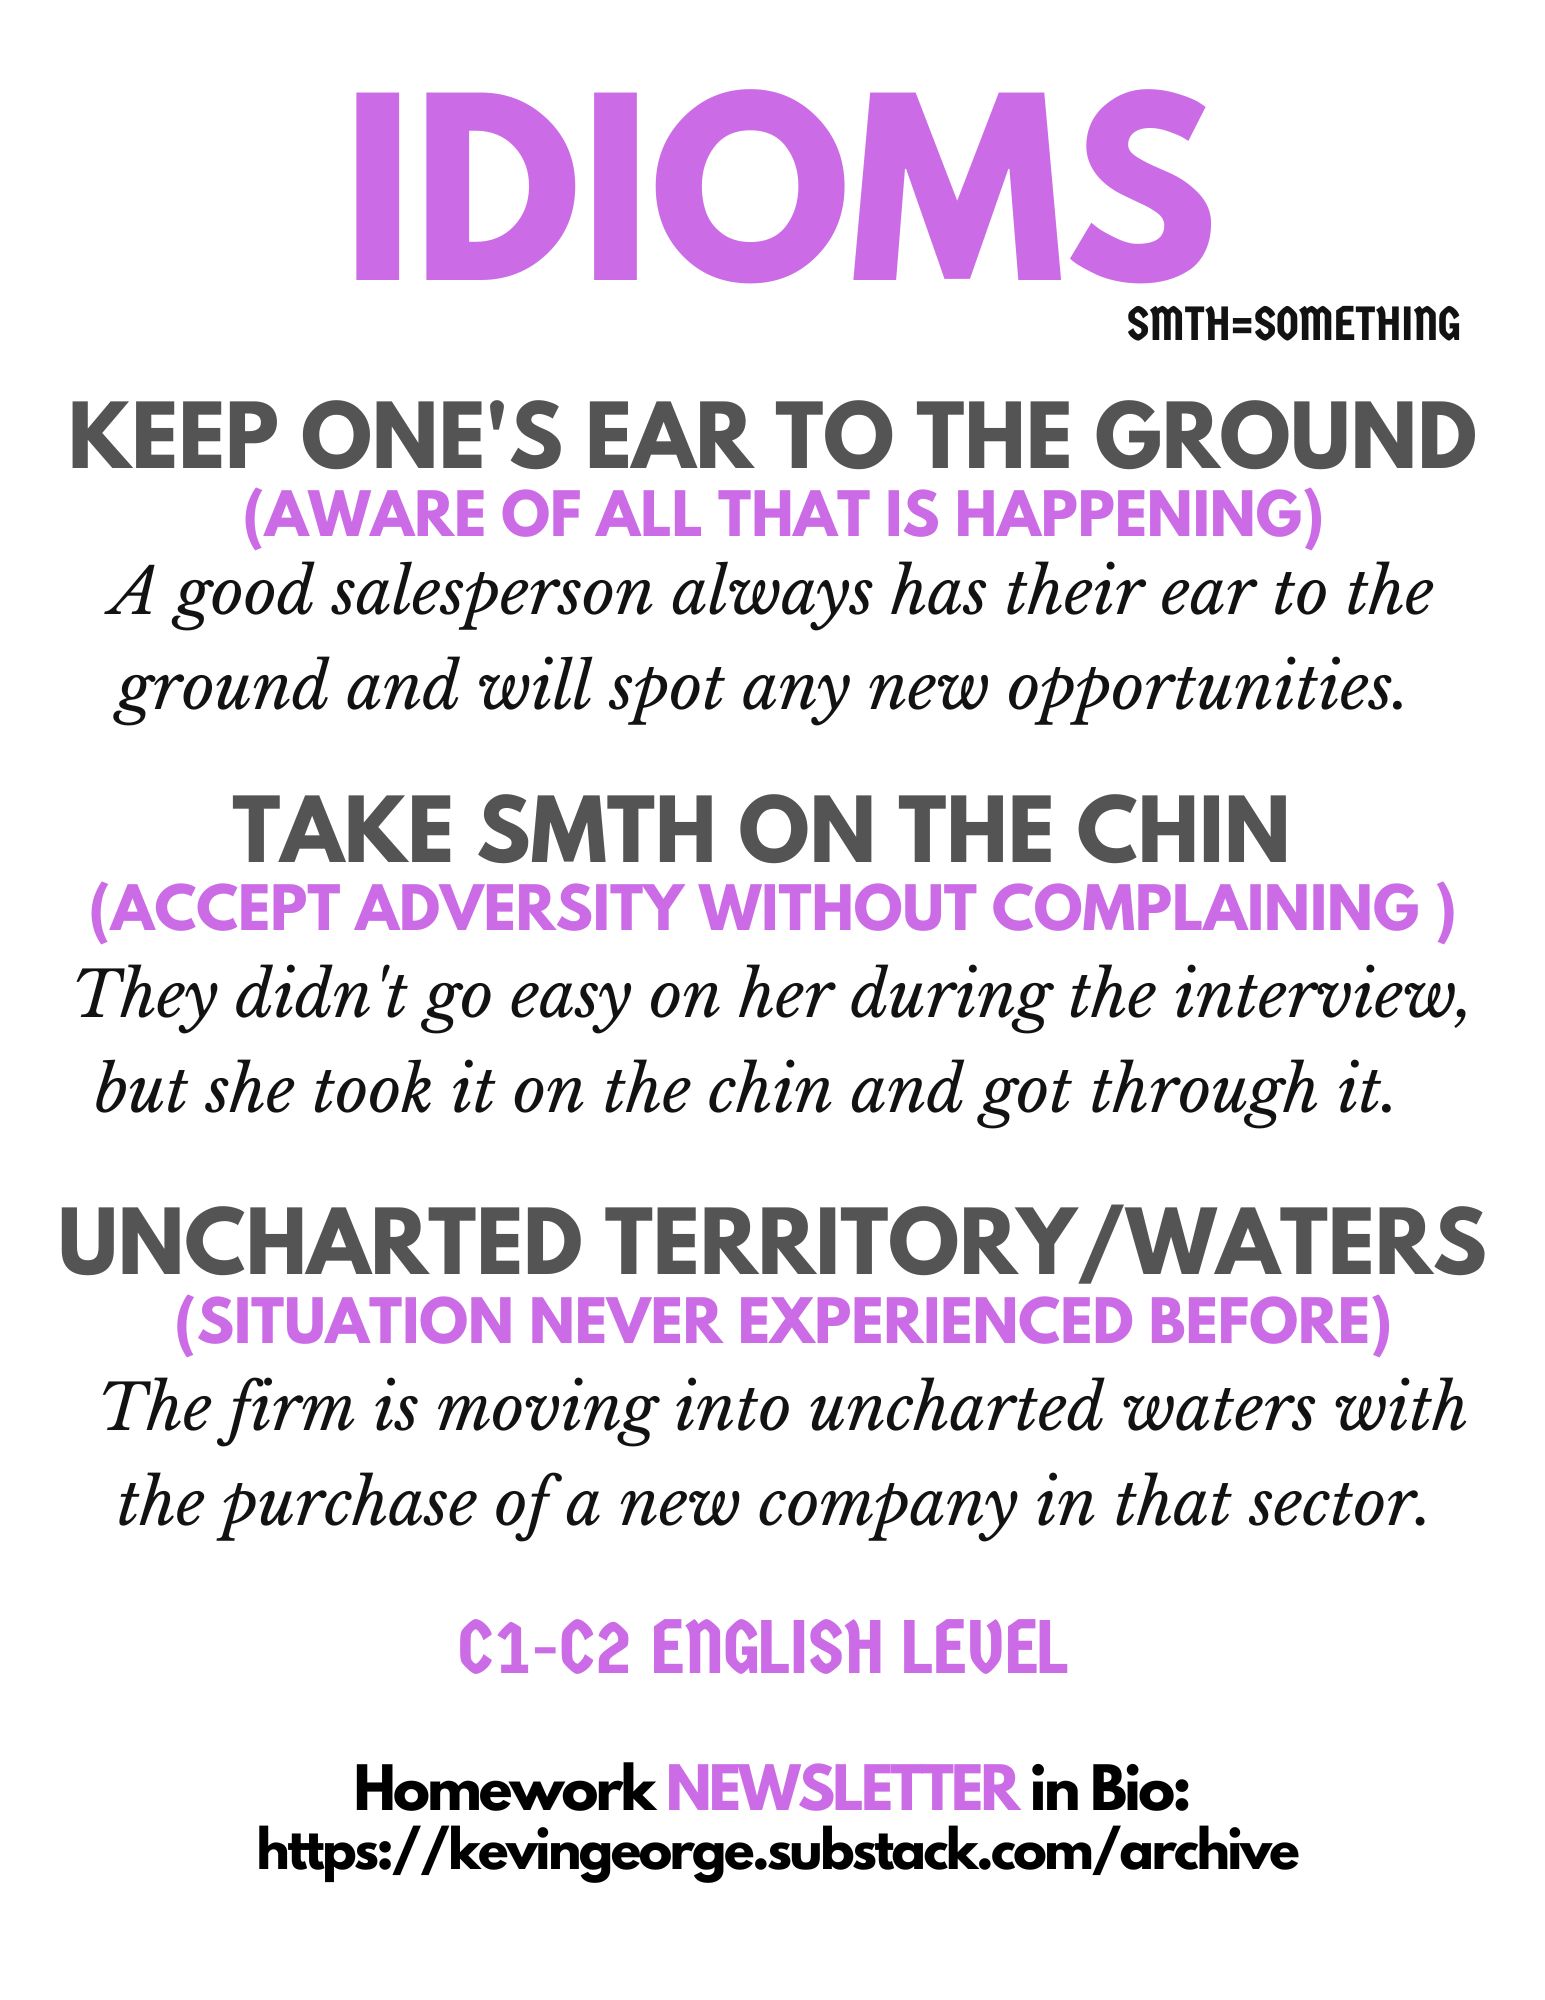 IDIOMS
SMTH=SOMETHING
KEEP ONE'S EAR TO THE GROUND
(AWARE OF ALL THAT IS HAPPENING)
A good salesperson always has their ear to the
ground and will spot any new opportunities.
TAKE SMTH ON THE CHIN
(ACCEPT ADVERSITY WITHOUT COMPLAINING )
They didn't go easy on her during the interview,
but she took it on the chin and got through it.
UNCHARTED TERRITORY/WATERS
(SITUATION NEVER EXPERIENCED BEFORE)
The firm is moving into uncharted waters with
the purchase of a new company in that sector.
C1-C2 ENGLISH LEVEL
Homework NEWSLETTER in Bio:
https://kevingeorge.substack.com/archive